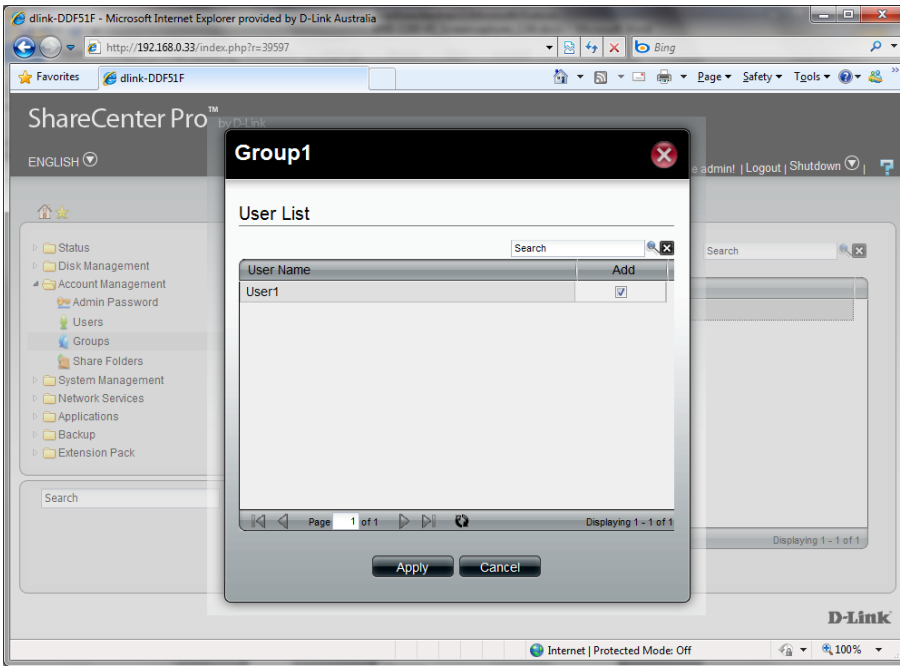 dlink-DDF51F - Microsoft Internet Explorer provided by D-Link Australia
http://192.168.0.33/index.php?r=39597
Bing
Favorites
dlink-DDF51F
Page Safety Tools
ShareCenter Pro™ by D-Link
ENGLISH
e admin! | Logout | Shutdown |
Group1
User List
Search
User Name Add
User1
Page 1 of 1 Displaying 1 - 1 of 1
Apply Cancel
Status
Disk Management
Account Management
Admin Password
Users
Groups
Share Folders
System Management
Network Services
Applications
Backup
Extension Pack
Search
Search
Displaying 1 - 1 of 1
D-Link
Internet | Protected Mode: Off
100%